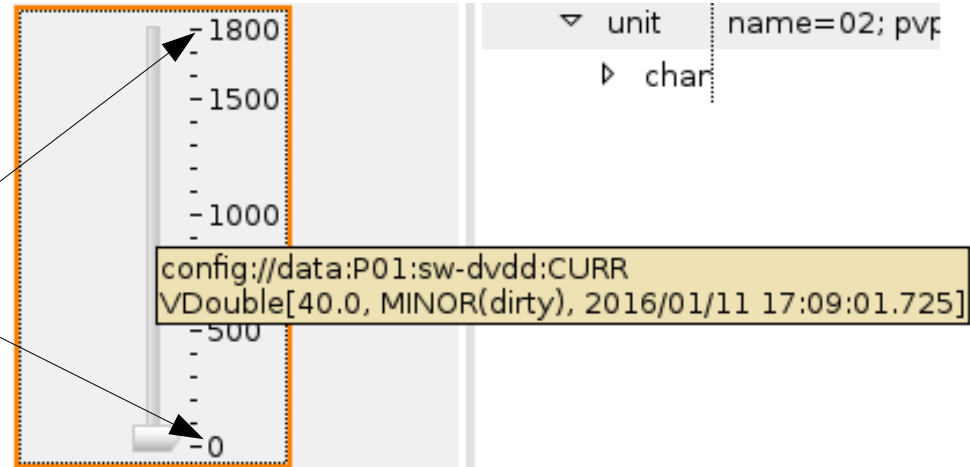 1800
1500
1000
500
0
config://data:P01:sw-dvdd:CURR
VDouble[40.0, MINOR(dirty), 2016/01/11 17:09:01.725]
unit name=02; pvp
char